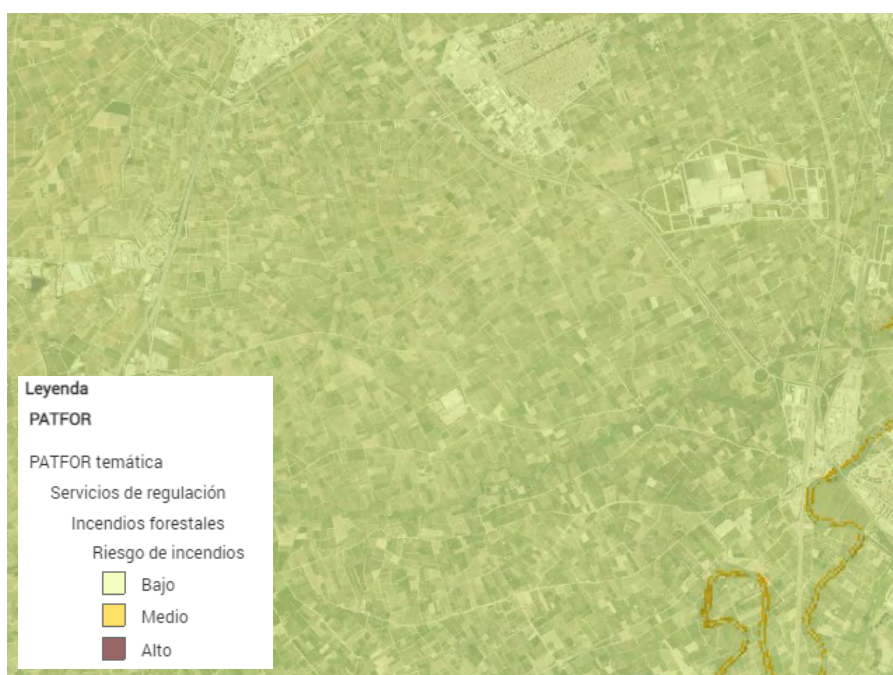 Leyenda
PATFOR
PATFOR temática
Servicios de regulación
Incendios forestales
Riesgo de incendios
Bajo
Medio
Alto